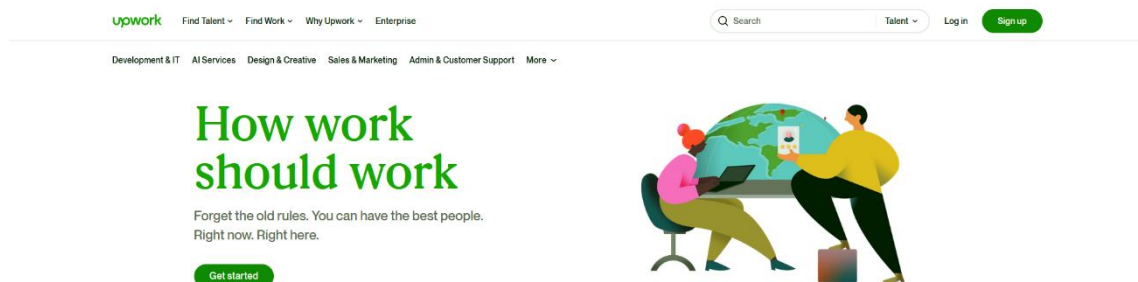 upwork Find Talent Find Work Why Upwork Enterprise Search Talent Log in Sign up
Development & IT AI Services Design & Creative Sales & Marketing Admin & Customer Support More
How work
should work
Forget the old rules. You can have the best people.
Right now. Right here.
Get started